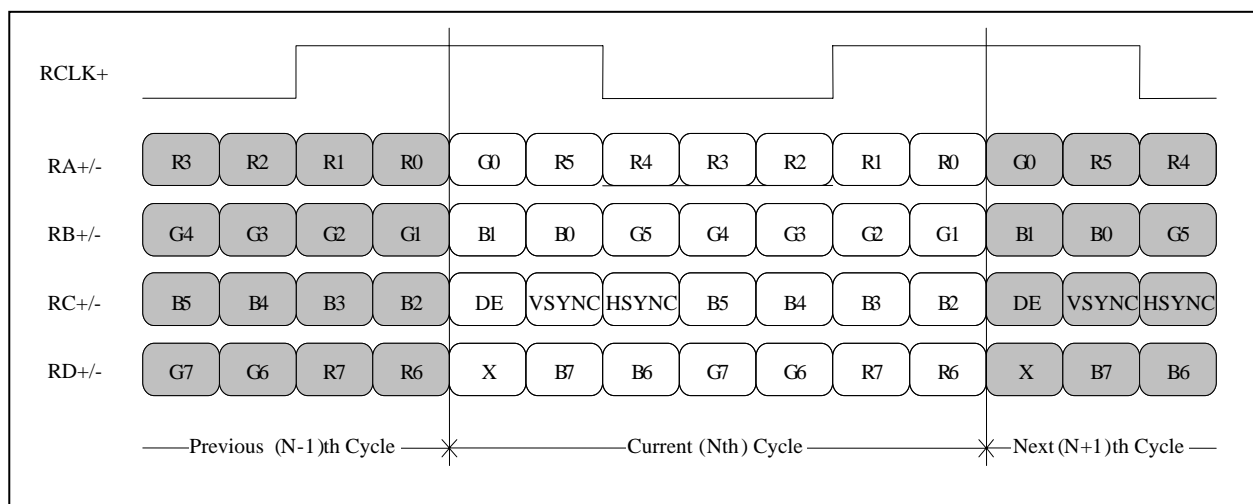 RCLK+
RA+/- R3 R2 R1 R0 G0 R5 R4 R3 R2 R1 R0 G0 R5 R4
RB+/- G4 G3 G2 G1 B1 B0 G5 G4 G3 G2 G1 B1 B0 G5
RC+/- B5 B4 B3 B2 DE VSYNC HSYNC B5 B4 B3 B2 DE VSYNC HSYNC
RD+/- G7 G6 R7 R6 X B7 B6 G7 G6 R7 R6 X B7 B6
Previous (N-1)th Cycle Current (Nth) Cycle Next (N+1)th Cycle